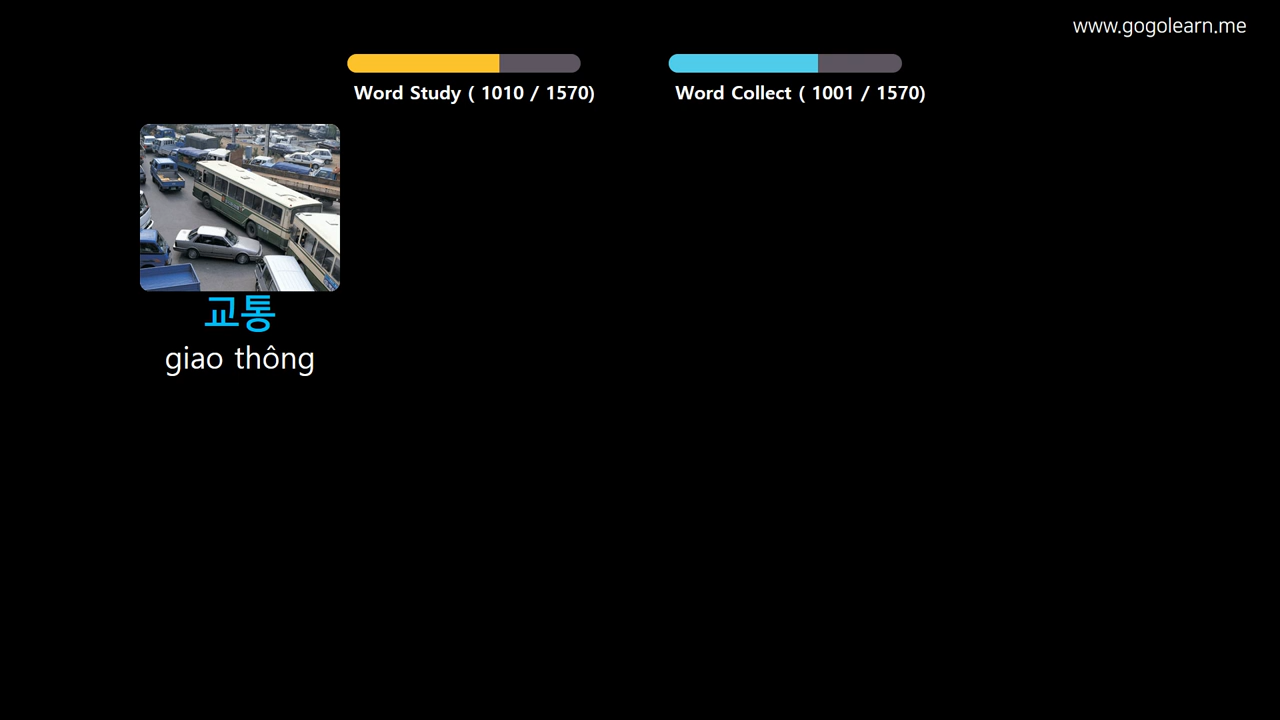 www.gogolearn.me
Word Study ( 1010 / 1570)
Word Collect ( 1001 / 1570)
교통
giao thông